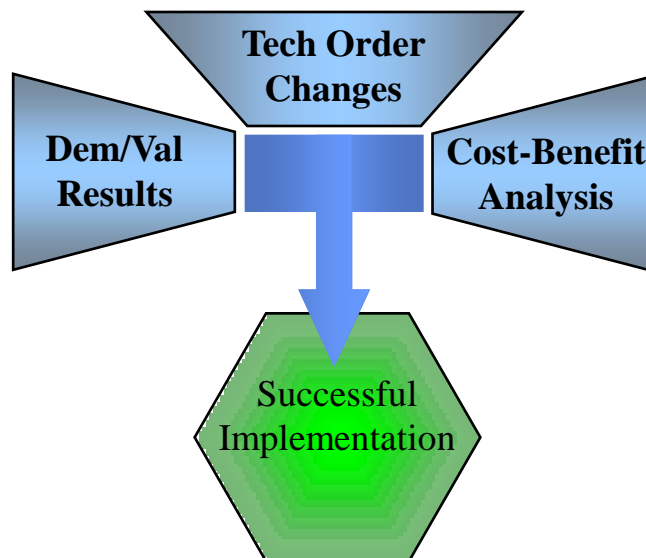 Tech Order
Changes
Dem/Val
Results
Cost-Benefit
Analysis
Successful
Implementation